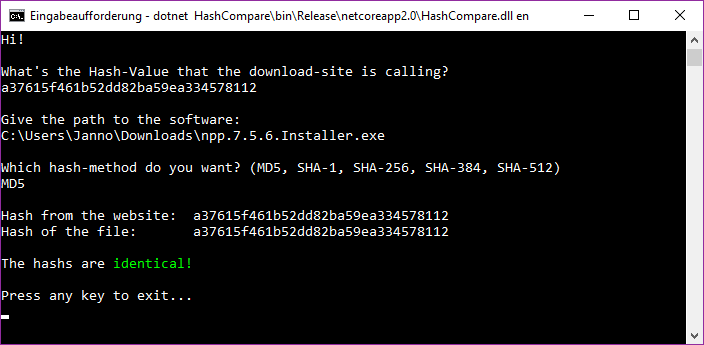 Eingabeaufforderung - dotnet HashCompare\bin\Release\netcoreapp2.0\HashCompare.dll en
Hi!
What's the Hash-Value that the download-site is calling?
a37615f461b52dd82ba59ea334578112
Give the path to the software:
C:\Users\Janno\Downloads\npp.7.5.6.Installer.exe
Which hash-method do you want? (MD5, SHA-1, SHA-256, SHA-384, SHA-512)
MD5
Hash from the website: a37615f461b52dd82ba59ea334578112
Hash of the file: a37615f461b52dd82ba59ea334578112
The hashs are identical!
Press any key to exit...